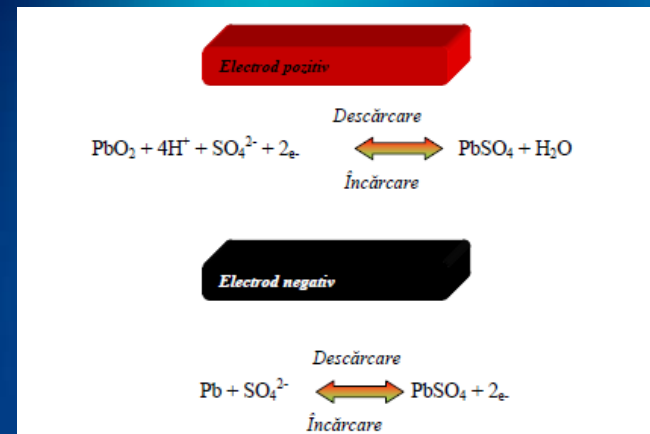 Electrod pozitiv
Descărcare
PbO₂ + 4H⁺ + SO₄²⁻ + 2ₑ₋ PbSO₄ + H₂O
Încărcare
Electrod negativ
Descărcare
Pb + SO₄²⁻ PbSO₄ + 2ₑ₋
Încărcare